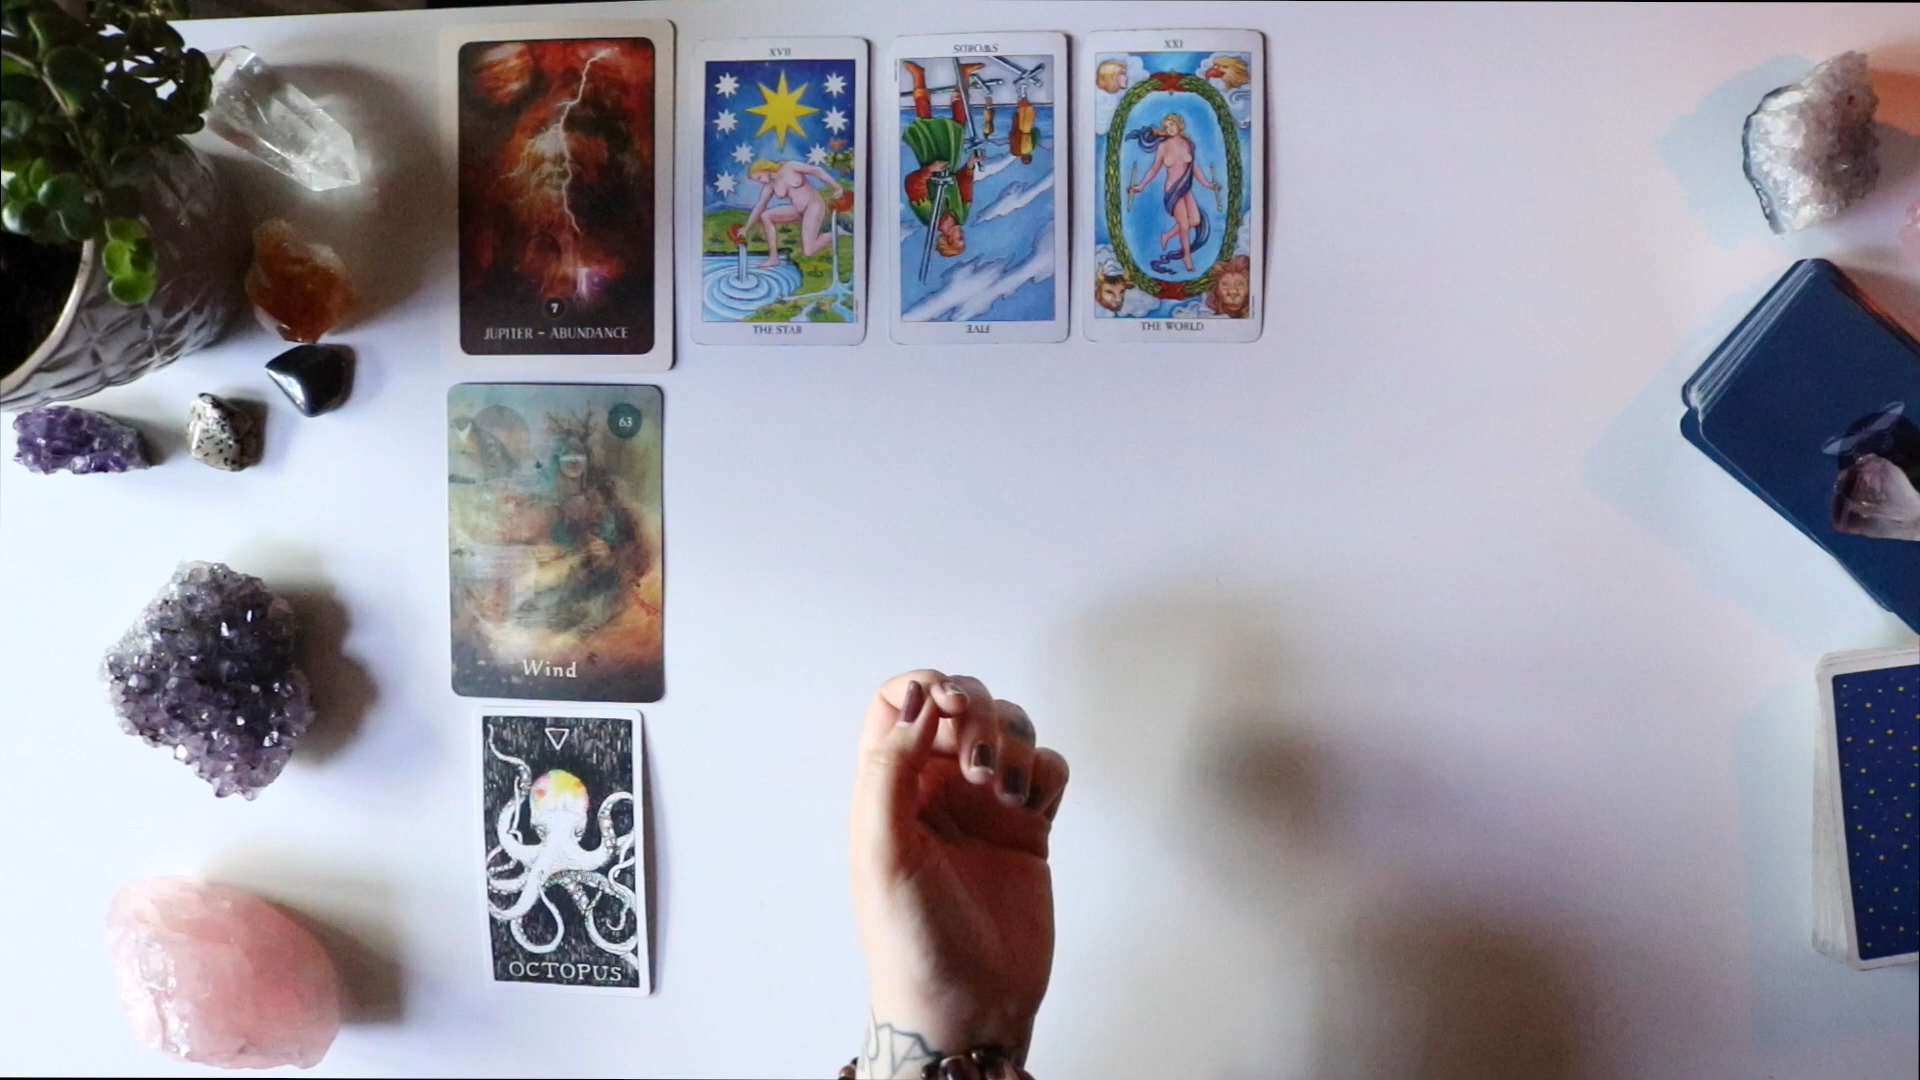 7
JUPITER - ABUNDANCE
XVII
THE STAR
SWORDS
FIVE
XXI
THE WORLD
63
Wind
OCTOPUS